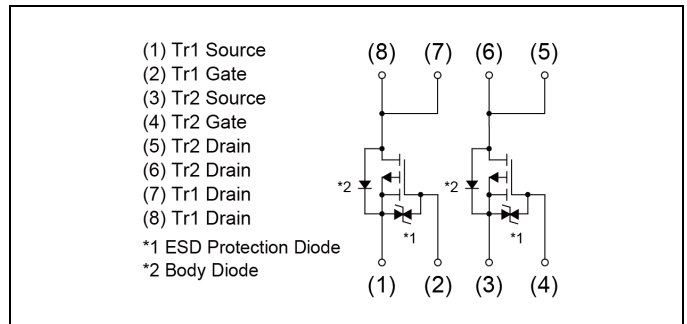 (1) Tr1 Source
(2) Tr1 Gate
(3) Tr2 Source
(4) Tr2 Gate
(5) Tr2 Drain
(6) Tr2 Drain
(7) Tr1 Drain
(8) Tr1 Drain
*1 ESD Protection Diode
*2 Body Diode
(8) (7) (6) (5)
*2 *2
*1 *1
(1) (2) (3) (4)